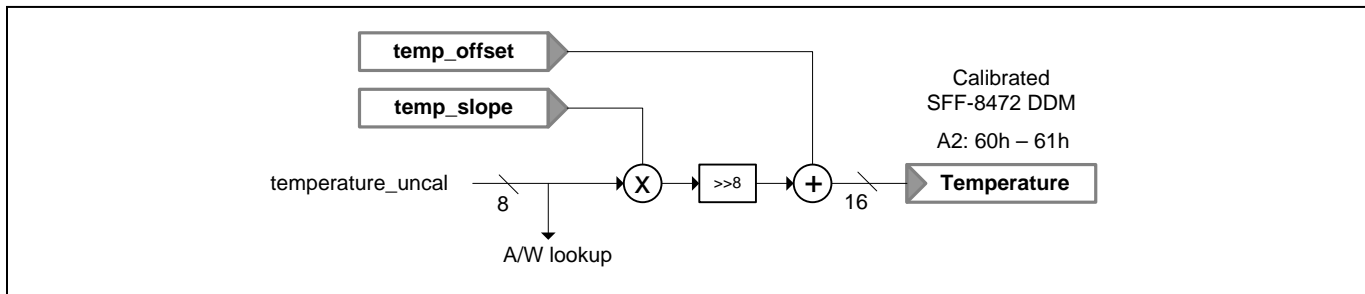 temp_offset
temp_slope
Calibrated
SFF-8472 DDM
A2: 60h – 61h
temperature_uncal
8
X
>>8
+
16
Temperature
A/W lookup